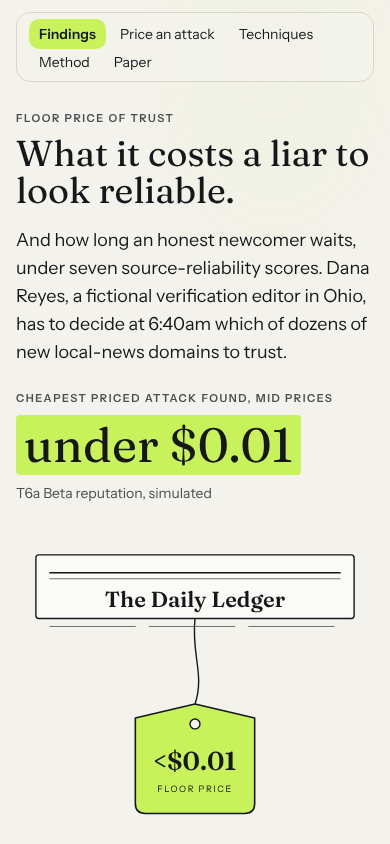 Findings
Price an attack
Techniques
Method
Paper
FLOOR PRICE OF TRUST
What it costs a liar to
look reliable.
And how long an honest newcomer waits,
under seven source-reliability scores. Dana
Reyes, a fictional verification editor in Ohio,
has to decide at 6:40am which of dozens of
new local-news domains to trust.
CHEAPEST PRICED ATTACK FOUND, MID PRICES
under $0.01
T6a Beta reputation, simulated
The Daily Ledger
<$0.01
FLOOR PRICE